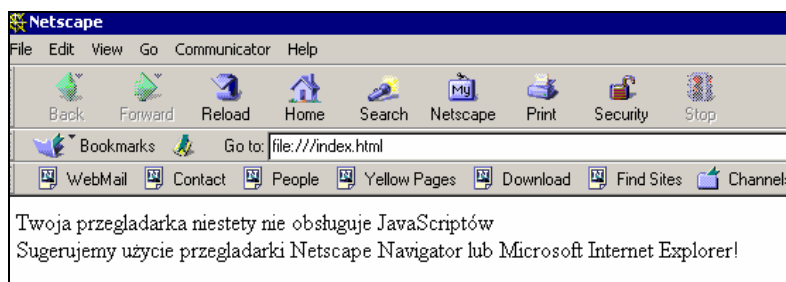 Netscape
File Edit View Go Communicator Help
Back Forward Reload Home Search Netscape Print Security Stop
Bookmarks Go to: file:///index.html
WebMail Contact People Yellow Pages Download Find Sites Channels
Twoja przegladarka niestety nie obsługuje JavaScriptów
Sugerujemy użycie przegladarki Netscape Navigator lub Microsoft Internet Explorer!